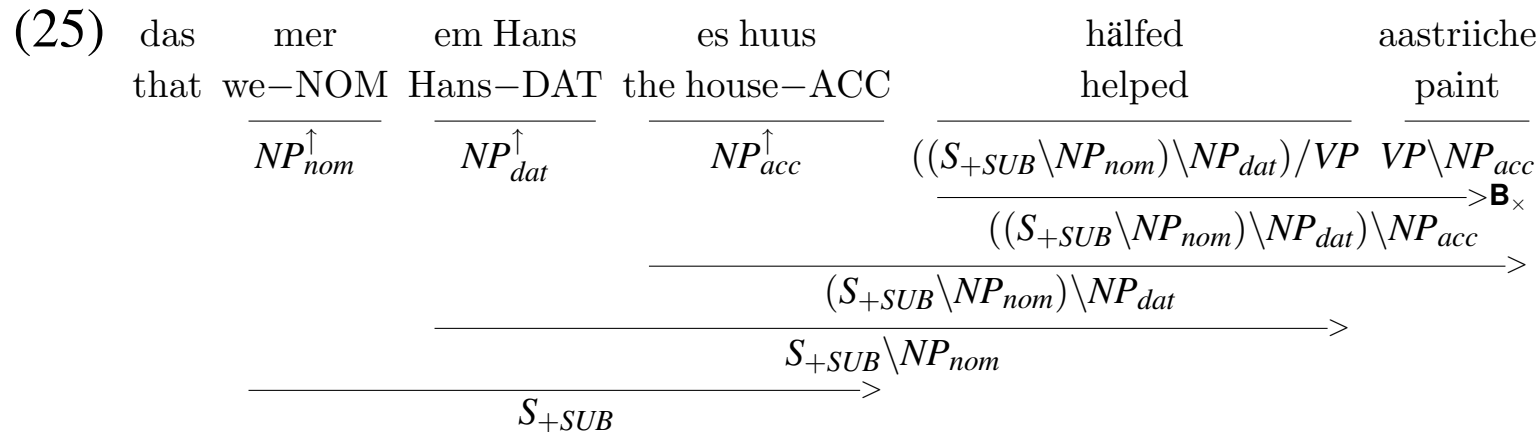 (25) das mer em Hans es huus hälfed aastriiche
that we−NOM Hans−DAT the house−ACC helped paint
NP↑nom NP↑dat NP↑acc ((S+SUB\NPnom)\NPdat)/VP VP\NPacc
>B×
((S+SUB\NPnom)\NPdat)\NPacc
>
(S+SUB\NPnom)\NPdat
>
S+SUB\NPnom
>
S+SUB